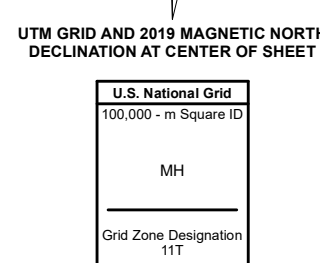 UTM GRID AND 2019 MAGNETIC NORTH
DECLINATION AT CENTER OF SHEET
U.S. National Grid
100,000 - m Square ID
MH
Grid Zone Designation
11T